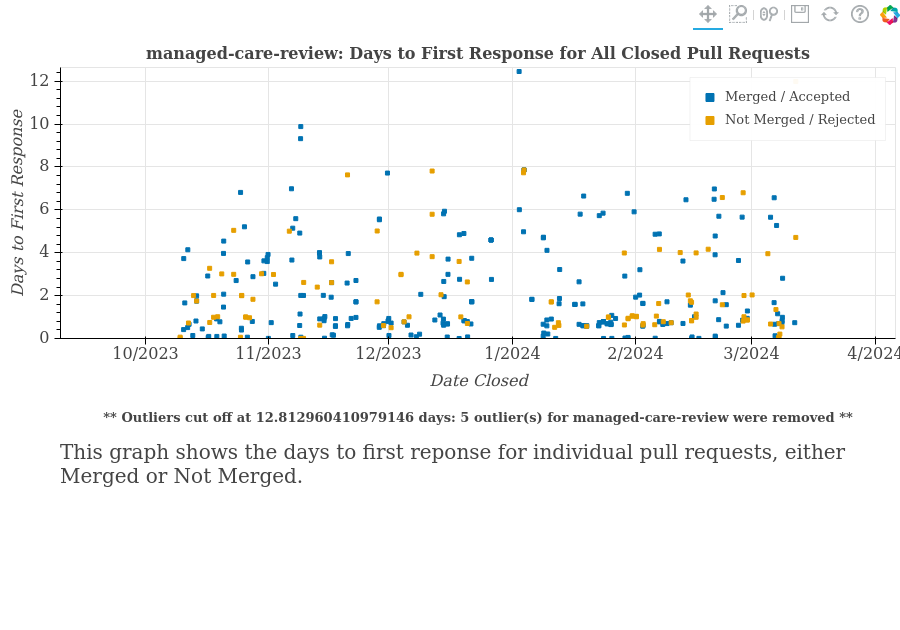 managed-care-review: Days to First Response for All Closed Pull Requests
Merged / Accepted
Not Merged / Rejected
Days to First Response
12
10
8
6
4
2
0
10/2023 11/2023 12/2023 1/2024 2/2024 3/2024 4/2024
Date Closed
** Outliers cut off at 12.812960410979146 days: 5 outlier(s) for managed-care-review were removed **
This graph shows the days to first reponse for individual pull requests, either
Merged or Not Merged.